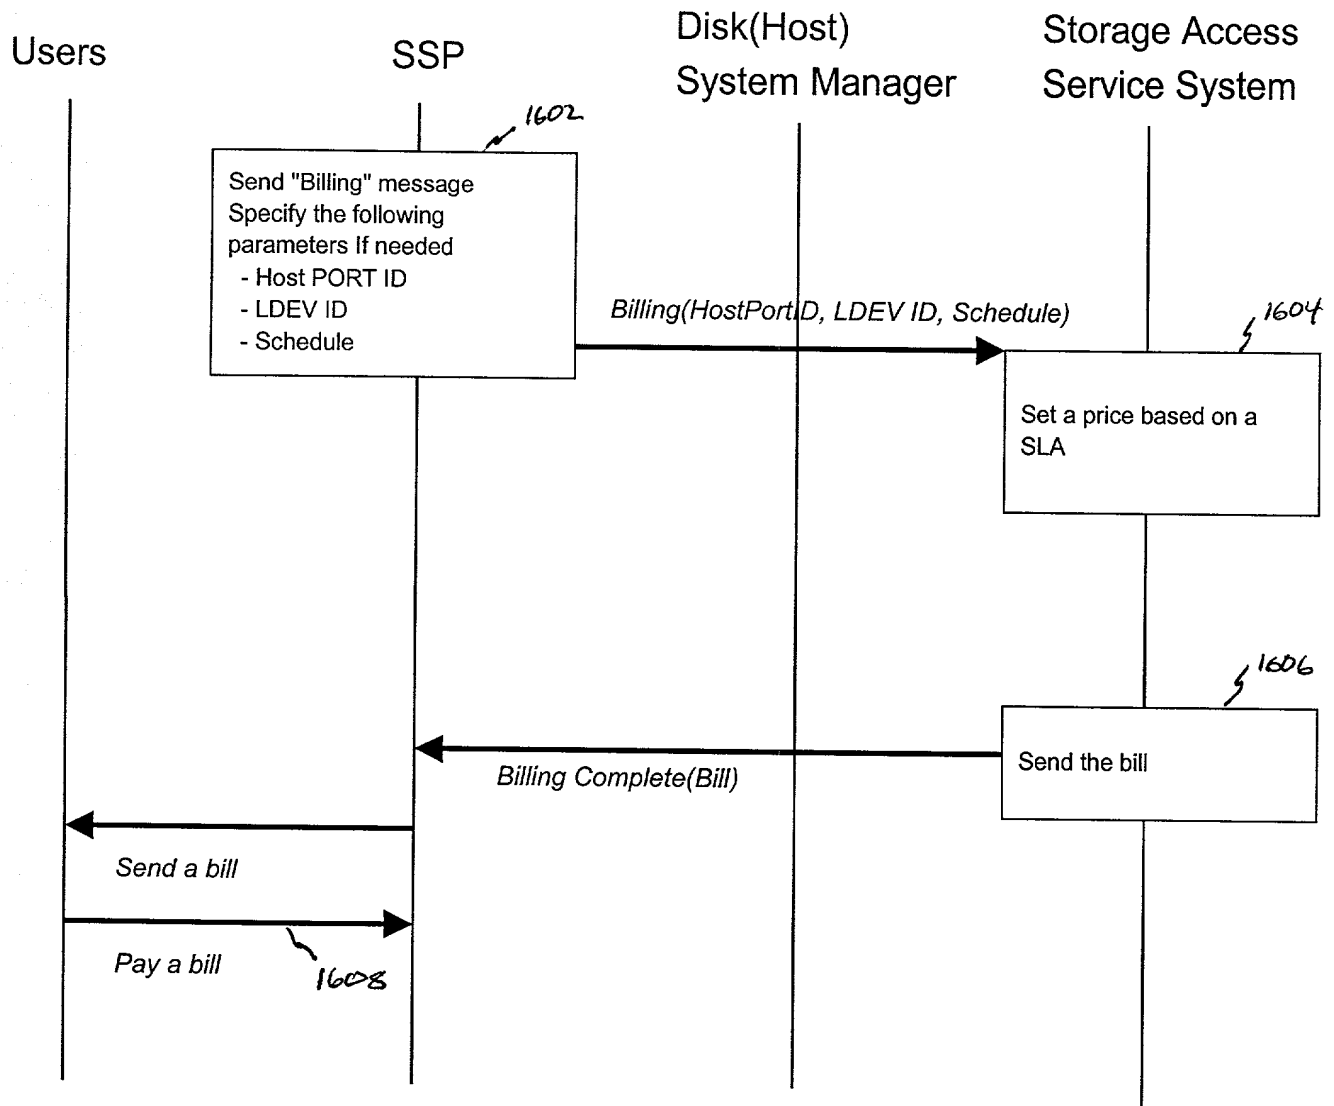 Users
SSP
Disk(Host)
System Manager
Storage Access
Service System
1602
Send "Billing" message
Specify the following
parameters If needed
- Host PORT ID
- LDEV ID
- Schedule
Billing(HostPortID, LDEV ID, Schedule)
1604
Set a price based on a
SLA
1606
Send the bill
Billing Complete(Bill)
Send a bill
Pay a bill
1608